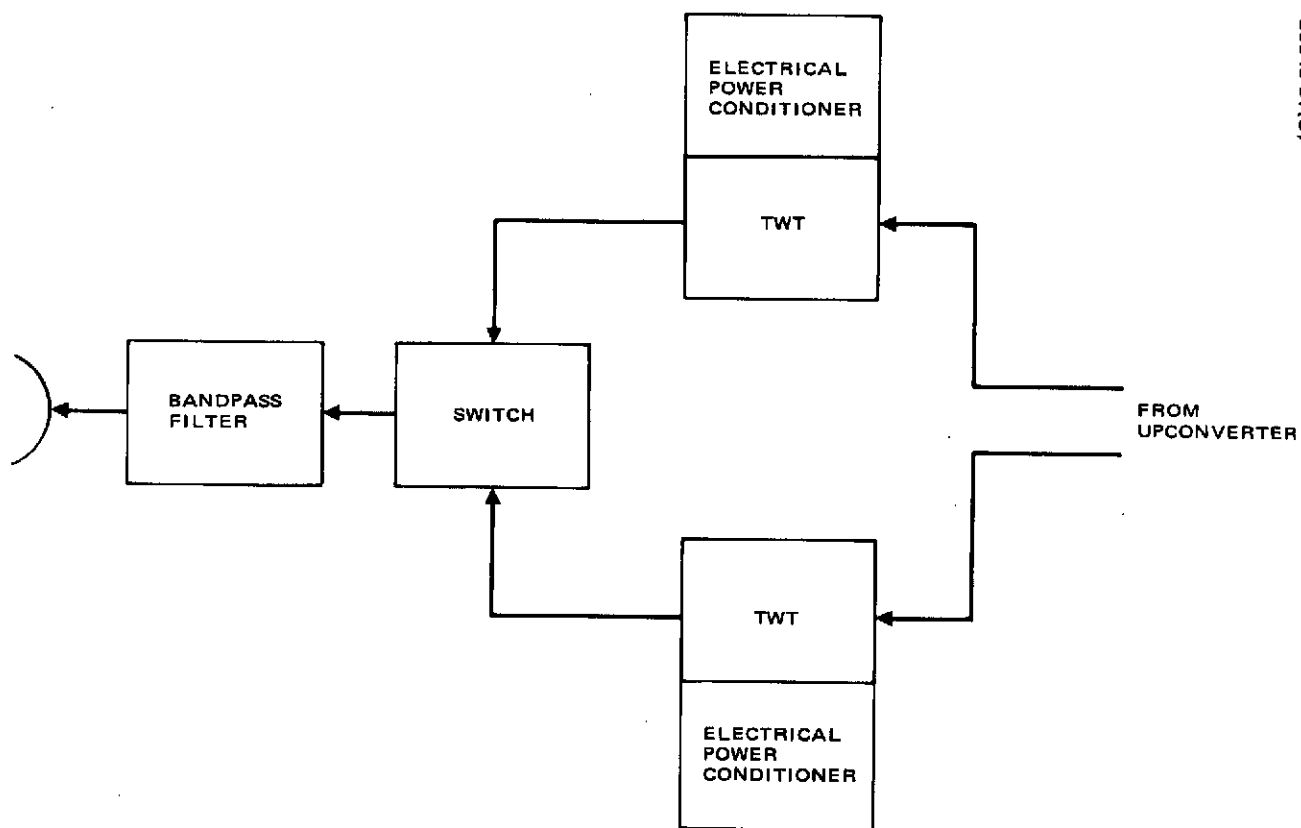 ELECTRICAL
POWER
CONDITIONER
TWT
BANDPASS
FILTER
SWITCH
FROM
UPCONVERTER
TWT
ELECTRICAL
POWER
CONDITIONER